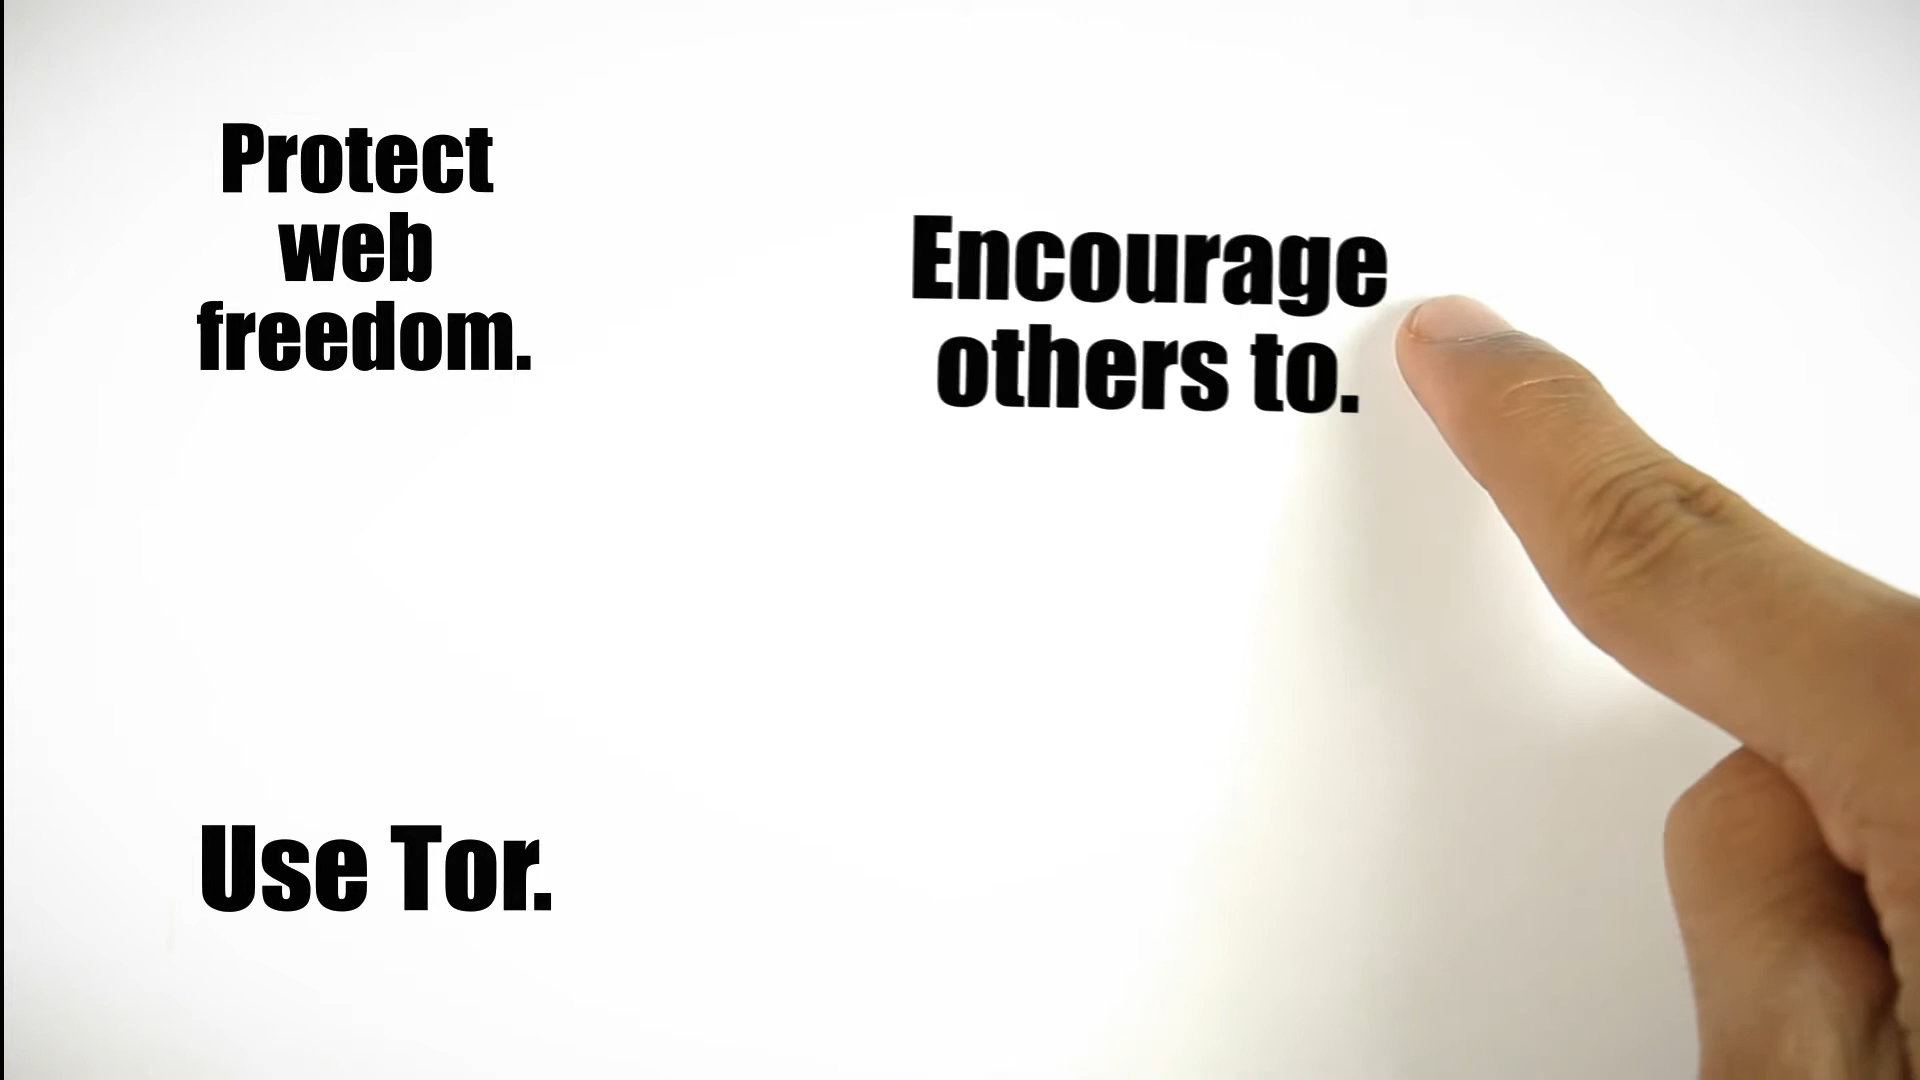 Protect
web
freedom.
Encourage
others to.
Use Tor.